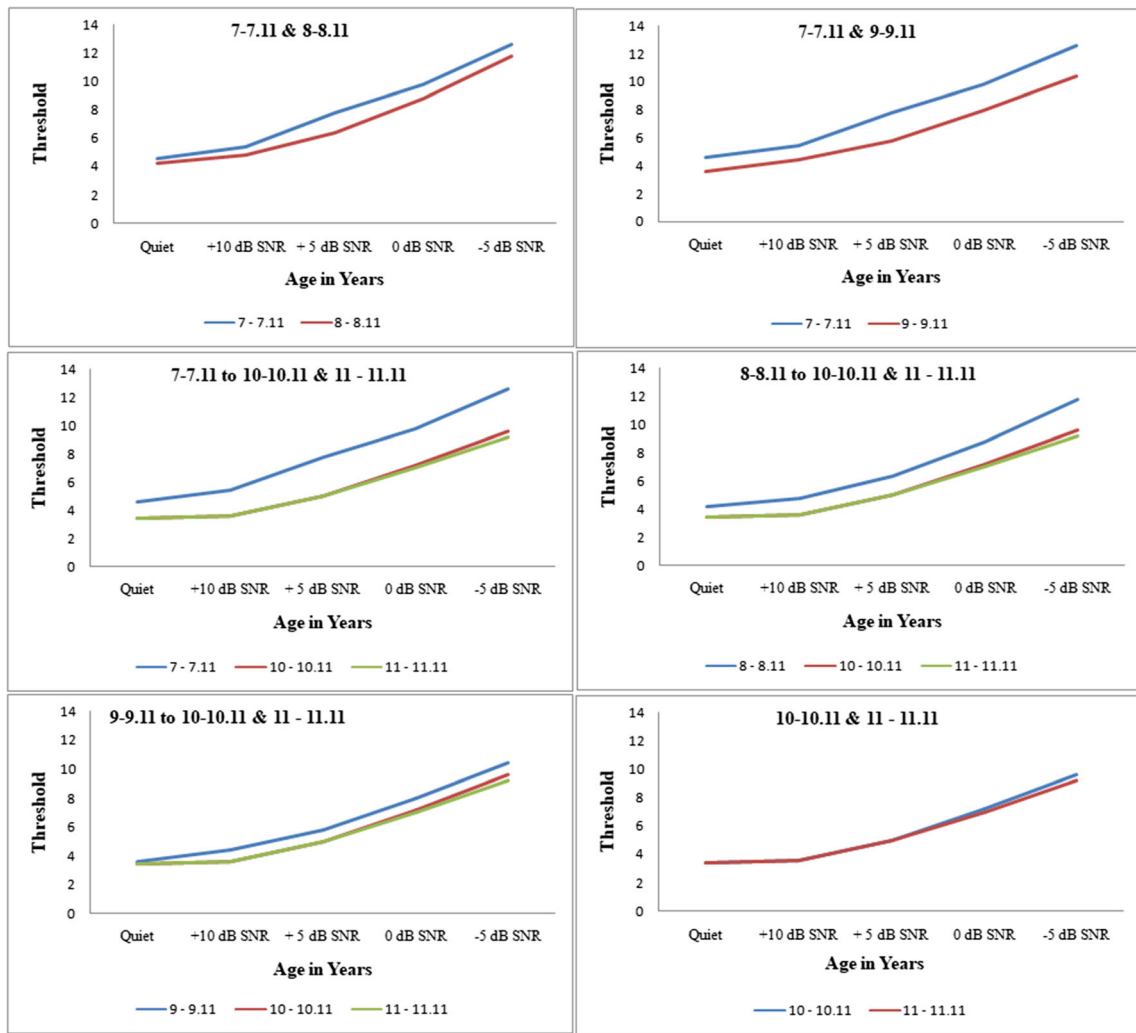 7-7.11 & 8-8.11
14
12
10
8
6
4
2
0
Threshold
Quiet +10 dB SNR + 5 dB SNR 0 dB SNR -5 dB SNR
Age in Years
7 - 7.11 8 - 8.11
7-7.11 & 9-9.11
14
12
10
8
6
4
2
0
Threshold
Quiet +10 dB SNR + 5 dB SNR 0 dB SNR -5 dB SNR
Age in Years
7 - 7.11 9 - 9.11
7-7.11 to 10-10.11 & 11 - 11.11
14
12
10
8
6
4
2
0
Threshold
Quiet +10 dB SNR + 5 dB SNR 0 dB SNR -5 dB SNR
Age in Years
7 - 7.11 10 - 10.11 11 - 11.11
8-8.11 to 10-10.11 & 11 - 11.11
14
12
10
8
6
4
2
0
Threshold
Quiet +10 dB SNR + 5 dB SNR 0 dB SNR -5 dB SNR
Age in Years
8 - 8.11 10 - 10.11 11 - 11.11
9-9.11 to 10-10.11 & 11 - 11.11
14
12
10
8
6
4
2
0
Threshold
Quiet +10 dB SNR + 5 dB SNR 0 dB SNR -5 dB SNR
Age in Years
9 - 9.11 10 - 10.11 11 - 11.11
10-10.11 & 11 - 11.11
14
12
10
8
6
4
2
0
Threshold
Quiet +10 dB SNR + 5 dB SNR 0 dB SNR -5 dB SNR
Age in Years
10 - 10.11 11 - 11.11